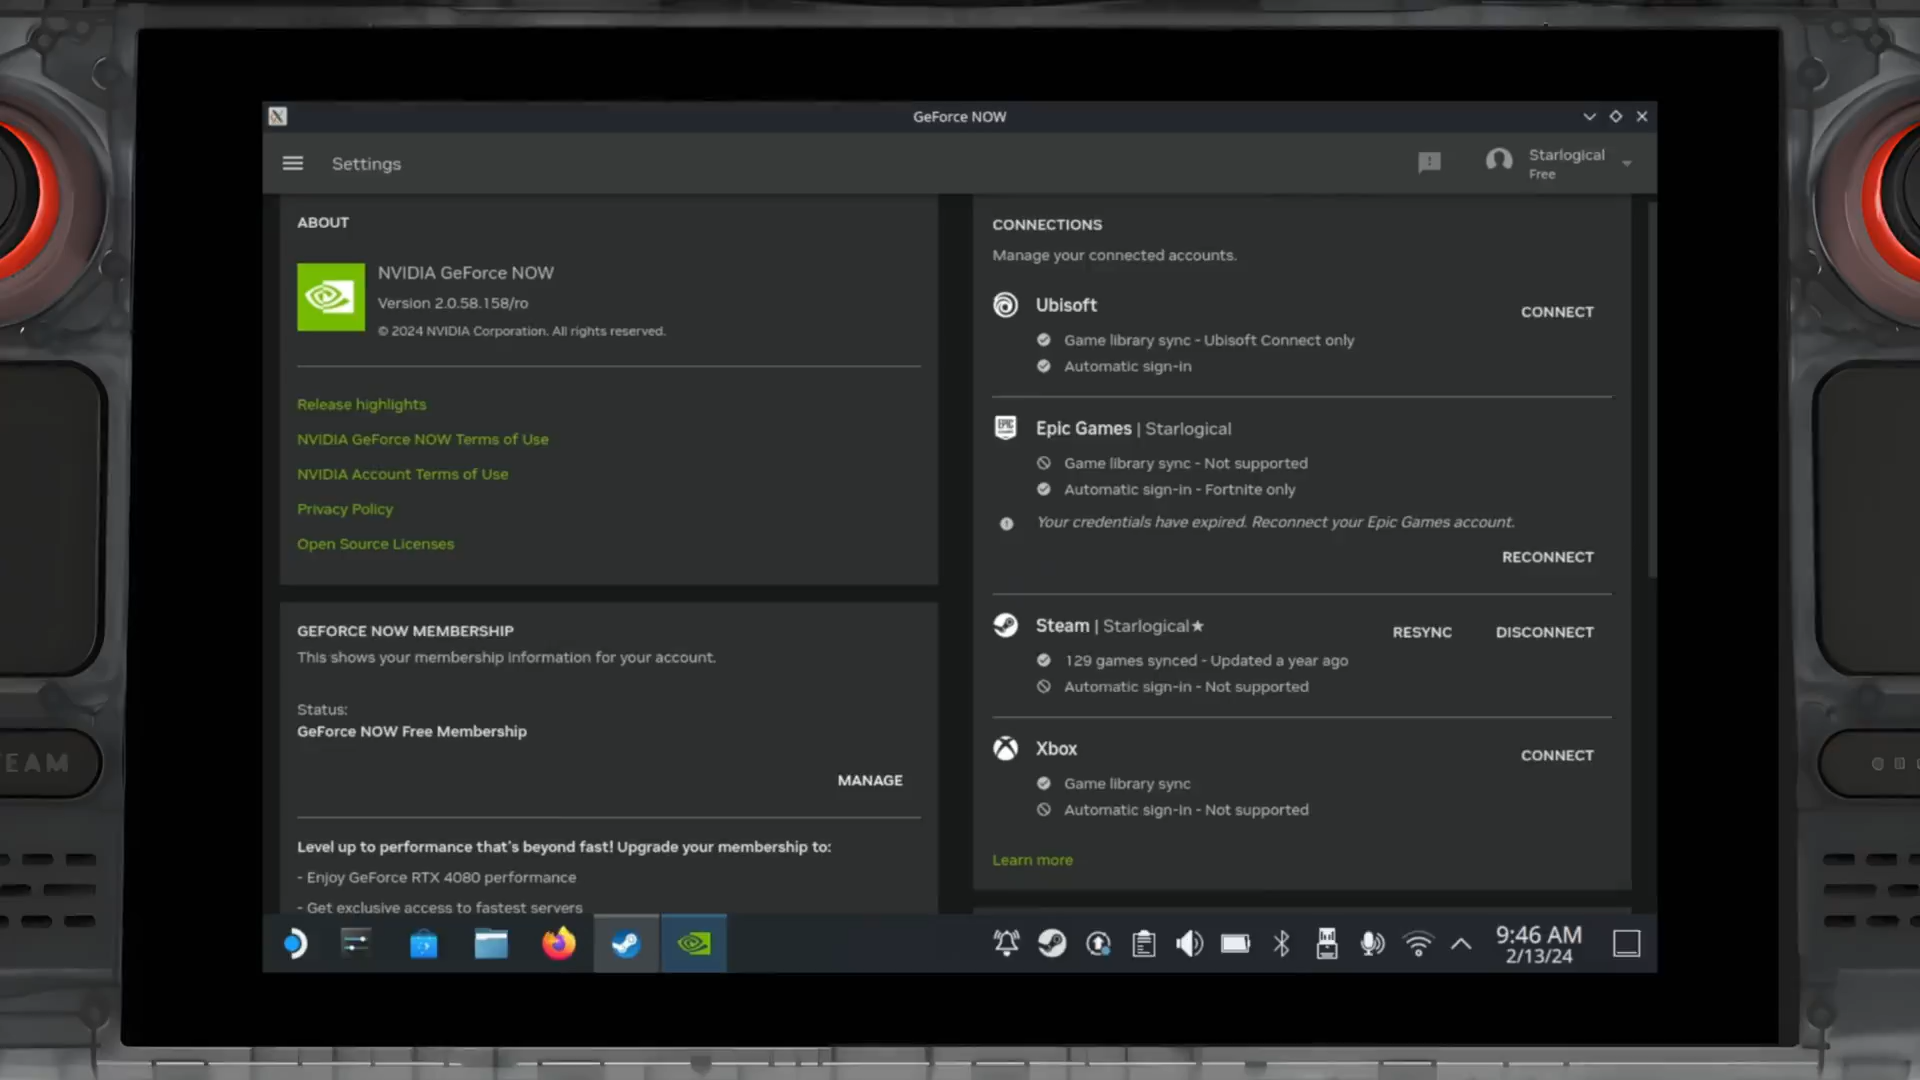 GeForce NOW
Settings
Starlogical
Free
ABOUT
NVIDIA GeForce NOW
Version 2.0.58.158/ro
© 2024 NVIDIA Corporation. All rights reserved.
Release highlights
NVIDIA GeForce NOW Terms of Use
NVIDIA Account Terms of Use
Privacy Policy
Open Source Licenses
GEFORCE NOW MEMBERSHIP
This shows your membership information for your account.
Status:
GeForce NOW Free Membership
MANAGE
Level up to performance that's beyond fast! Upgrade your membership to:
- Enjoy GeForce RTX 4080 performance
- Get exclusive access to fastest servers
CONNECTIONS
Manage your connected accounts.
Ubisoft
CONNECT
Game library sync - Ubisoft Connect only
Automatic sign-in
EPIC
Epic Games | Starlogical
Game library sync - Not supported
Automatic sign-in - Fortnite only
Your credentials have expired. Reconnect your Epic Games account.
RECONNECT
Steam | Starlogical★
RESYNC DISCONNECT
129 games synced - Updated a year ago
Automatic sign-in - Not supported
Xbox
CONNECT
Game library sync
Automatic sign-in - Not supported
Learn more
9:46 AM
2/13/24
EAM